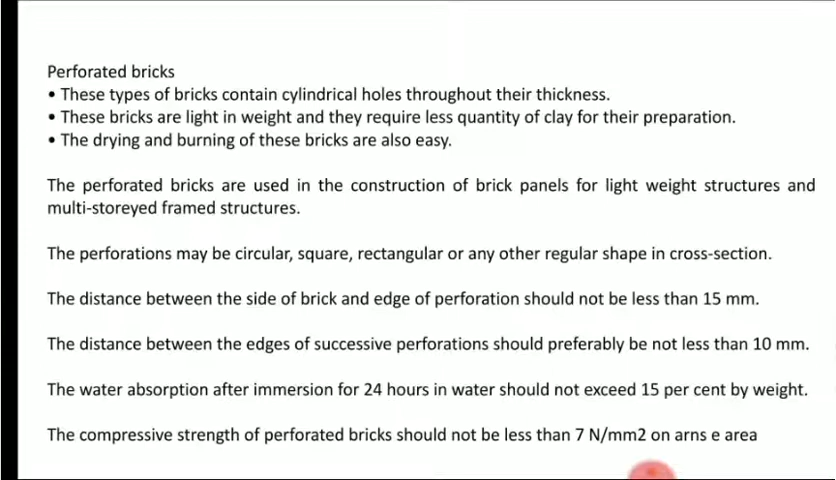 Perforated bricks
• These types of bricks contain cylindrical holes throughout their thickness.
• These bricks are light in weight and they require less quantity of clay for their preparation.
• The drying and burning of these bricks are also easy.
The perforated bricks are used in the construction of brick panels for light weight structures and
multi-storeyed framed structures.
The perforations may be circular, square, rectangular or any other regular shape in cross-section.
The distance between the side of brick and edge of perforation should not be less than 15 mm.
The distance between the edges of successive perforations should preferably be not less than 10 mm.
The water absorption after immersion for 24 hours in water should not exceed 15 per cent by weight.
The compressive strength of perforated bricks should not be less than 7 N/mm2 on arns e area